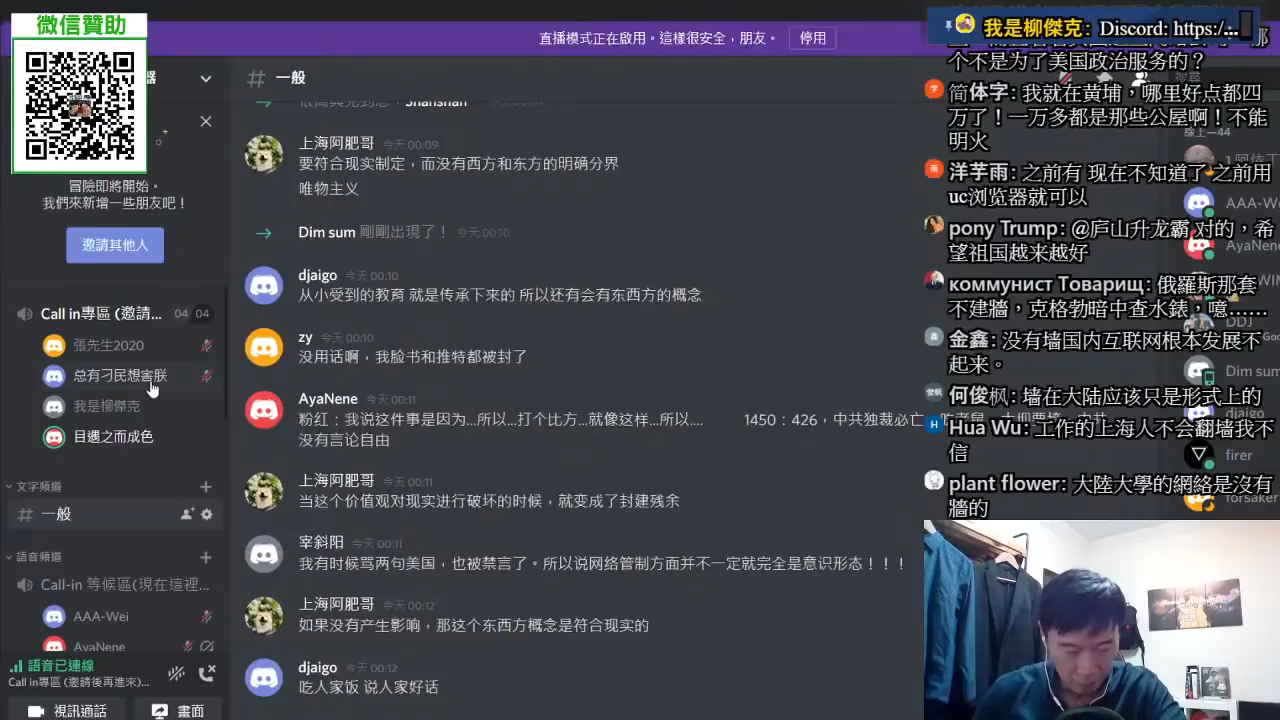 微信贊助
直播模式正在啟用。這樣很安全，朋友。
停用
器
# 一般
冒險即將開始。
我們來新增一些朋友吧！
邀請其他人
Call in專區 (邀請... 04 04
張先生2020
总有刁民想害朕
我是柳傑克
目遇之而成色
文字頻道
# 一般
語音頻道
Call-in 等候區(現在這裡...
AAA-Wei
AyaNene
語音已連線
Call in專區 (邀請後再進來)...
視訊通話
畫面
Shanshan
上海阿肥哥 今天 00:09
要符合现实制定，而没有西方和东方的明确分界
唯物主义
Dim sum 剛剛出現了！ 今天 00:10
djaigo 今天 00:10
从小受到的教育 就是传承下来的 所以还有会有东西方的概念
zy 今天 00:10
没用话啊，我脸书和推特都被封了
AyaNene 今天 00:11
粉红：我说这件事是因为...所以...打个比方...就像这样...所以.... 1450：426，中共独裁必亡
没有言论自由
上海阿肥哥 今天 00:11
当这个价值观对现实进行破坏的时候，就变成了封建残余
宰斜阳 今天 00:11
我有时候骂两句美国，也被禁言了。所以说网络管制方面并不一定就完全是意识形态！！！
上海阿肥哥 今天 00:12
如果没有产生影响，那这个东西方概念是符合现实的
djaigo 今天 00:12
吃人家饭 说人家好话
我是柳傑克: Discord: https:/...
个不是为了美国政治服务的？
简体字: 我就在黄埔，哪里好点都四
万了！一万多都是那些公屋啊！不能
明火
洋芋雨: 之前有 现在不知道了 之前用
uc浏览器就可以
pony Trump: @庐山升龙霸 对的，希
望祖国越来越好
коммунист Товарищ: 俄羅斯那套
不建牆，克格勃暗中查水錶，噫……
金鑫: 没有墙国内互联网根本发展不
起来。
何俊枫: 墙在大陆应该只是形式上的
Hua Wu: 工作的上海人不会翻墙我不
信
plant flower: 大陸大學的網絡是沒有
牆的
線上—44
AAA-We
AyaNene
DDJ
Dim sum
djaigo
firer
forsaker